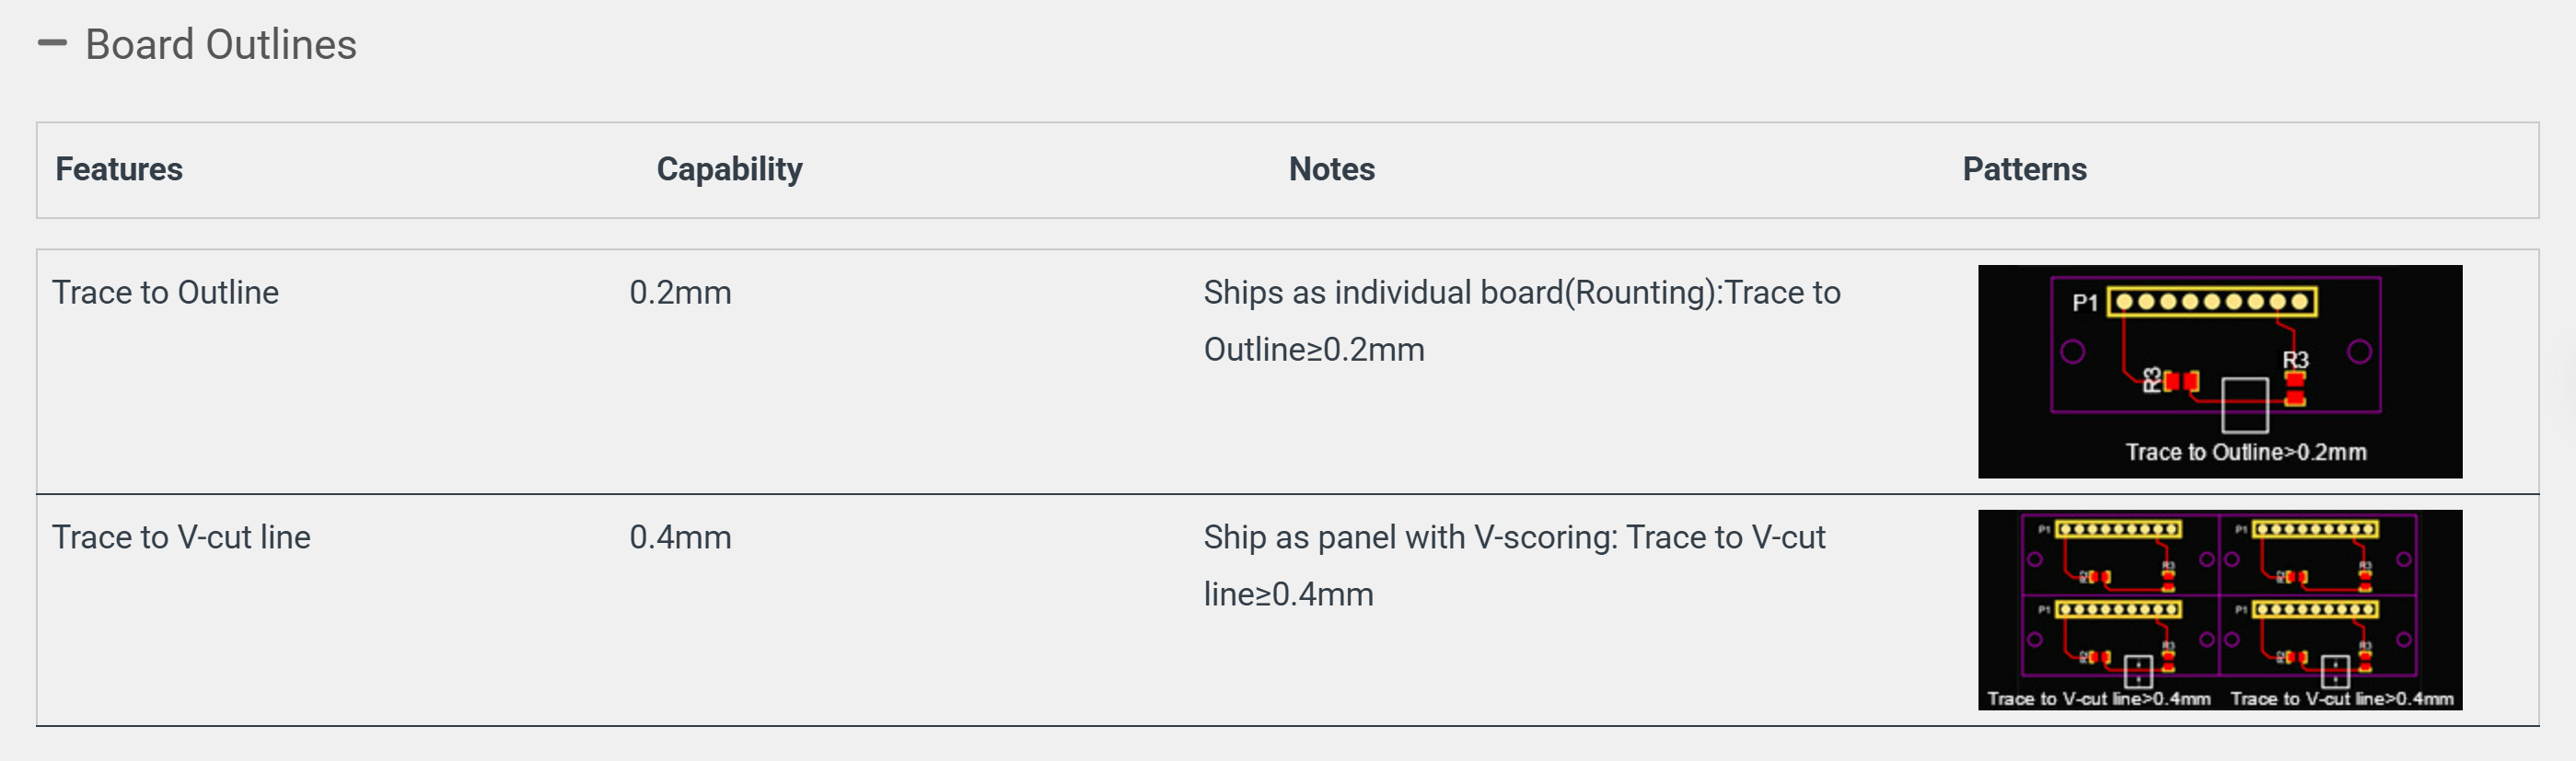 Board Outlines
Features Capability Notes Patterns
Trace to Outline 0.2mm Ships as individual board(Rounting):Trace to
Outline≥0.2mm
P1
R3
R3
Trace to Outline>0.2mm
Trace to V-cut line 0.4mm Ship as panel with V-scoring: Trace to V-cut
line≥0.4mm
P1 P1
R3 R3
P1 P1
R3 R3
Trace to V-cut line>0.4mm Trace to V-cut line>0.4mm